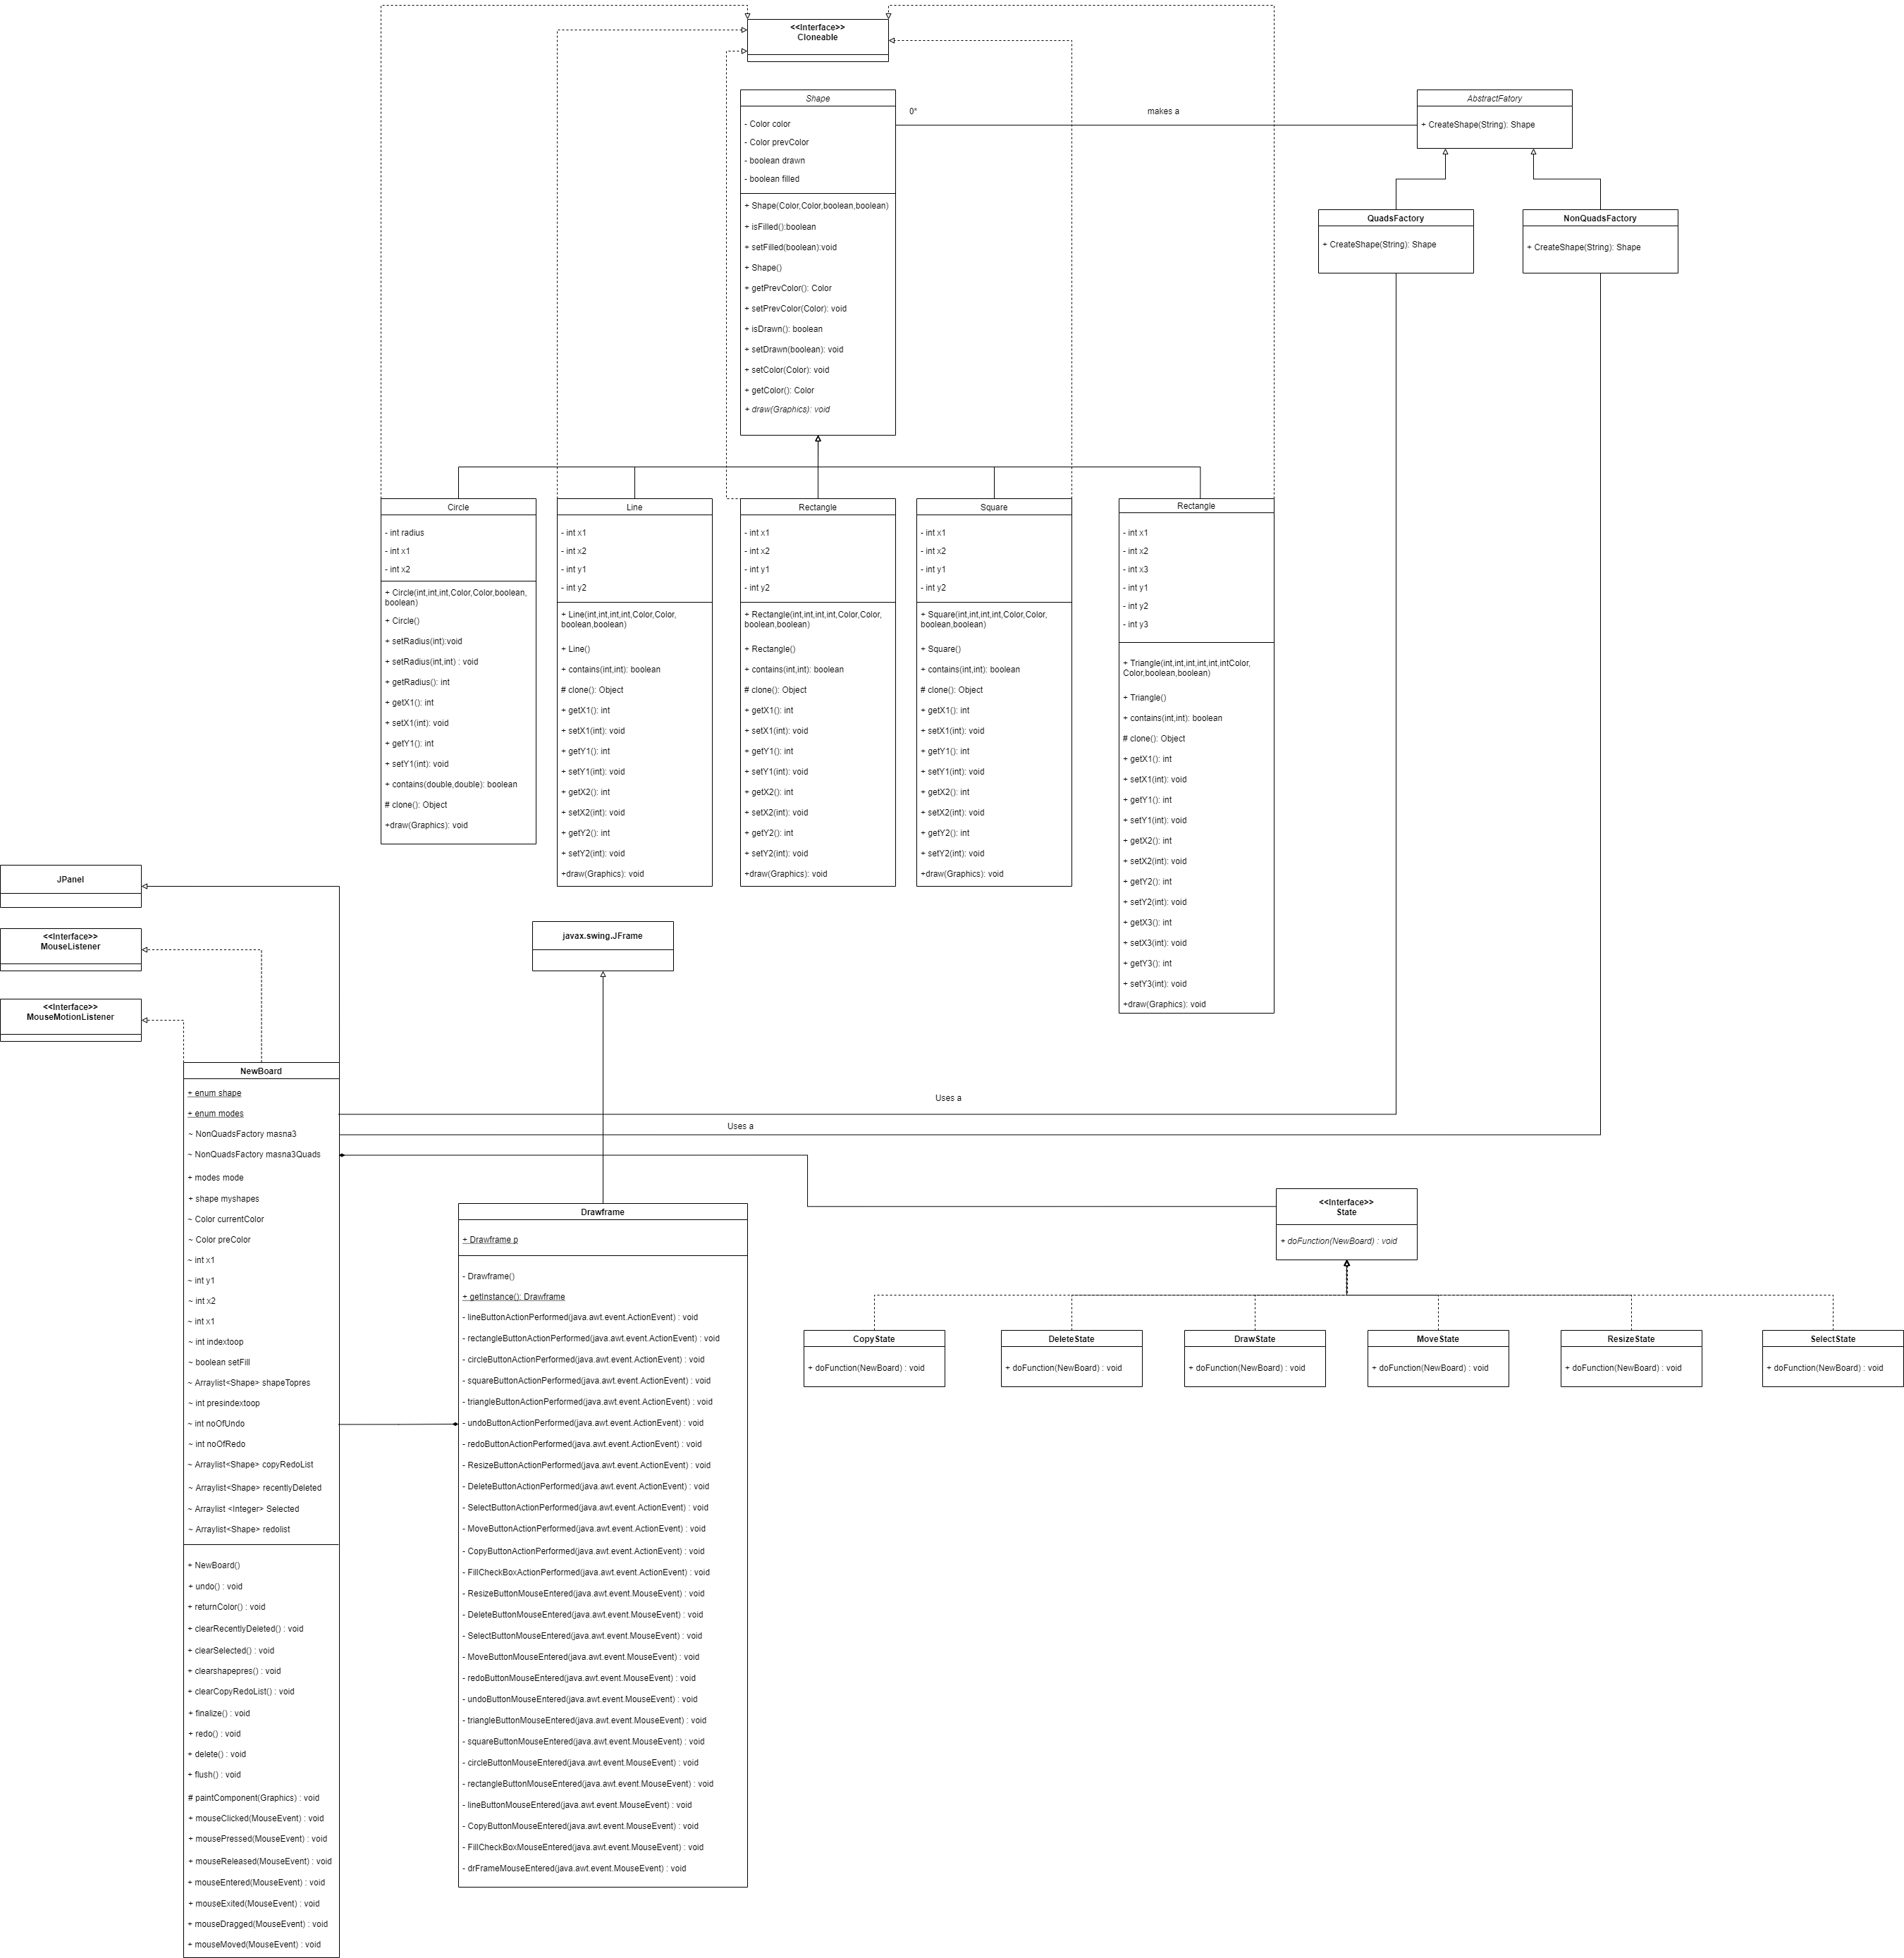 <<Interface>>
Cloneable
Shape
- Color color
- Color prevColor
- boolean drawn
- boolean filled
+ Shape(Color,Color,boolean,boolean)
+ isFilled():boolean
+ setFilled(boolean):void
+ Shape()
+ getPrevColor(): Color
+ setPrevColor(Color): void
+ isDrawn(): boolean
+ setDrawn(boolean): void
+ setColor(Color): void
+ getColor(): Color
+ draw(Graphics): void
0*
makes a
AbstractFatory
+ CreateShape(String): Shape
QuadsFactory
+ CreateShape(String): Shape
NonQuadsFactory
+ CreateShape(String): Shape
Circle
- int radius
- int x1
- int x2
+ Circle(int,int,int,Color,Color,boolean,
boolean)
+ Circle()
+ setRadius(int):void
+ setRadius(int,int) : void
+ getRadius(): int
+ getX1(): int
+ setX1(int): void
+ getY1(): int
+ setY1(int): void
+ contains(double,double): boolean
# clone(): Object
+draw(Graphics): void
Line
- int x1
- int x2
- int y1
- int y2
+ Line(int,int,int,int,Color,Color,
boolean,boolean)
+ Line()
+ contains(int,int): boolean
# clone(): Object
+ getX1(): int
+ setX1(int): void
+ getY1(): int
+ setY1(int): void
+ getX2(): int
+ setX2(int): void
+ getY2(): int
+ setY2(int): void
+draw(Graphics): void
Rectangle
- int x1
- int x2
- int y1
- int y2
+ Rectangle(int,int,int,int,Color,Color,
boolean,boolean)
+ Rectangle()
+ contains(int,int): boolean
# clone(): Object
+ getX1(): int
+ setX1(int): void
+ getY1(): int
+ setY1(int): void
+ getX2(): int
+ setX2(int): void
+ getY2(): int
+ setY2(int): void
+draw(Graphics): void
Square
- int x1
- int x2
- int y1
- int y2
+ Square(int,int,int,int,Color,Color,
boolean,boolean)
+ Square()
+ contains(int,int): boolean
# clone(): Object
+ getX1(): int
+ setX1(int): void
+ getY1(): int
+ setY1(int): void
+ getX2(): int
+ setX2(int): void
+ getY2(): int
+ setY2(int): void
+draw(Graphics): void
Rectangle
- int x1
- int x2
- int x3
- int y1
- int y2
- int y3
+ Triangle(int,int,int,int,int,intColor,
Color,boolean,boolean)
+ Triangle()
+ contains(int,int): boolean
# clone(): Object
+ getX1(): int
+ setX1(int): void
+ getY1(): int
+ setY1(int): void
+ getX2(): int
+ setX2(int): void
+ getY2(): int
+ setY2(int): void
+ getX3(): int
+ setX3(int): void
+ getY3(): int
+ setY3(int): void
+draw(Graphics): void
JPanel
<<Interface>>
MouseListener
<<Interface>>
MouseMotionListener
javax.swing.JFrame
NewBoard
+ enum shape
+ enum modes
~ NonQuadsFactory masna3
~ NonQuadsFactory masna3Quads
+ modes mode
+ shape myshapes
~ Color currentColor
~ Color preColor
~ int x1
~ int y1
~ int x2
~ int x1
~ int indextoop
~ boolean setFill
~ Arraylist<Shape> shapeTopres
~ int presindextoop
~ int noOfUndo
~ int noOfRedo
~ Arraylist<Shape> copyRedoList
~ Arraylist<Shape> recentlyDeleted
~ Arraylist <Integer> Selected
~ Arraylist<Shape> redolist
+ NewBoard()
+ undo() : void
+ returnColor() : void
+ clearRecentlyDeleted() : void
+ clearSelected() : void
+ clearshapepres() : void
+ clearCopyRedoList() : void
+ finalize() : void
+ redo() : void
+ delete() : void
+ flush() : void
# paintComponent(Graphics) : void
+ mouseClicked(MouseEvent) : void
+ mousePressed(MouseEvent) : void
+ mouseReleased(MouseEvent) : void
+ mouseEntered(MouseEvent) : void
+ mouseExited(MouseEvent) : void
+ mouseDragged(MouseEvent) : void
+ mouseMoved(MouseEvent) : void
Uses a
Uses a
Drawframe
+ Drawframe p
- Drawframe()
+ getInstance(): Drawframe
- lineButtonActionPerformed(java.awt.event.ActionEvent) : void
- rectangleButtonActionPerformed(java.awt.event.ActionEvent) : void
- circleButtonActionPerformed(java.awt.event.ActionEvent) : void
- squareButtonActionPerformed(java.awt.event.ActionEvent) : void
- triangleButtonActionPerformed(java.awt.event.ActionEvent) : void
- undoButtonActionPerformed(java.awt.event.ActionEvent) : void
- redoButtonActionPerformed(java.awt.event.ActionEvent) : void
- ResizeButtonActionPerformed(java.awt.event.ActionEvent) : void
- DeleteButtonActionPerformed(java.awt.event.ActionEvent) : void
- SelectButtonActionPerformed(java.awt.event.ActionEvent) : void
- MoveButtonActionPerformed(java.awt.event.ActionEvent) : void
- CopyButtonActionPerformed(java.awt.event.ActionEvent) : void
- FillCheckBoxActionPerformed(java.awt.event.ActionEvent) : void
- ResizeButtonMouseEntered(java.awt.event.MouseEvent) : void
- DeleteButtonMouseEntered(java.awt.event.MouseEvent) : void
- SelectButtonMouseEntered(java.awt.event.MouseEvent) : void
- MoveButtonMouseEntered(java.awt.event.MouseEvent) : void
- redoButtonMouseEntered(java.awt.event.MouseEvent) : void
- undoButtonMouseEntered(java.awt.event.MouseEvent) : void
- triangleButtonMouseEntered(java.awt.event.MouseEvent) : void
- squareButtonMouseEntered(java.awt.event.MouseEvent) : void
- circleButtonMouseEntered(java.awt.event.MouseEvent) : void
- rectangleButtonMouseEntered(java.awt.event.MouseEvent) : void
- lineButtonMouseEntered(java.awt.event.MouseEvent) : void
- CopyButtonMouseEntered(java.awt.event.MouseEvent) : void
- FillCheckBoxMouseEntered(java.awt.event.MouseEvent) : void
- drFrameMouseEntered(java.awt.event.MouseEvent) : void
<<Interface>>
State
+ doFunction(NewBoard) : void
CopyState
+ doFunction(NewBoard) : void
DeleteState
+ doFunction(NewBoard) : void
DrawState
+ doFunction(NewBoard) : void
MoveState
+ doFunction(NewBoard) : void
ResizeState
+ doFunction(NewBoard) : void
SelectState
+ doFunction(NewBoard) : void